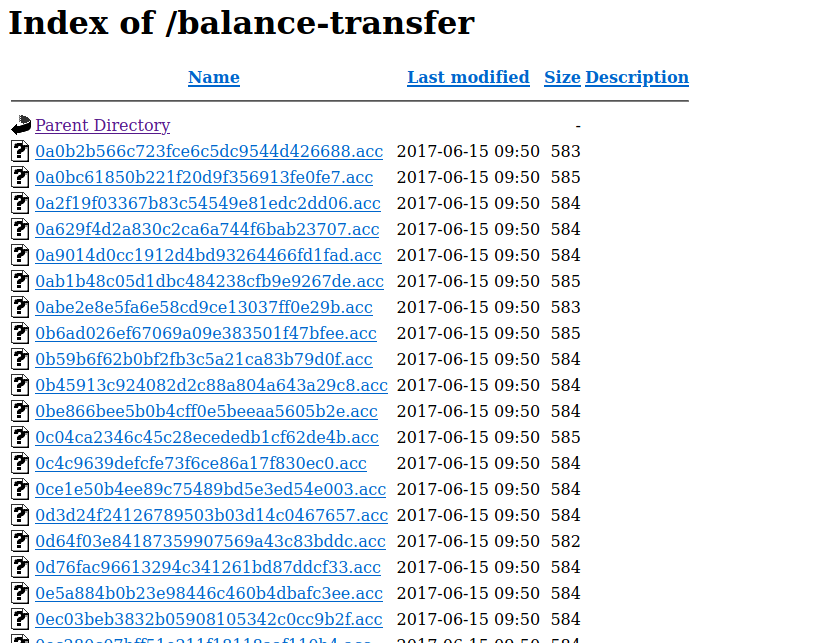 Index of /balance-transfer
Name Last modified Size Description
Parent Directory -
0a0b2b566c723fce6c5dc9544d426688.acc 2017-06-15 09:50 583
0a0bc61850b221f20d9f356913fe0fe7.acc 2017-06-15 09:50 585
0a2f19f03367b83c54549e81edc2dd06.acc 2017-06-15 09:50 584
0a629f4d2a830c2ca6a744f6bab23707.acc 2017-06-15 09:50 584
0a9014d0cc1912d4bd93264466fd1fad.acc 2017-06-15 09:50 584
0ab1b48c05d1dbc484238cfb9e9267de.acc 2017-06-15 09:50 585
0abe2e8e5fa6e58cd9ce13037ff0e29b.acc 2017-06-15 09:50 583
0b6ad026ef67069a09e383501f47bfee.acc 2017-06-15 09:50 585
0b59b6f62b0bf2fb3c5a21ca83b79d0f.acc 2017-06-15 09:50 584
0b45913c924082d2c88a804a643a29c8.acc 2017-06-15 09:50 584
0be866bee5b0b4cff0e5beeaa5605b2e.acc 2017-06-15 09:50 584
0c04ca2346c45c28ecededb1cf62de4b.acc 2017-06-15 09:50 585
0c4c9639defcfe73f6ce86a17f830ec0.acc 2017-06-15 09:50 584
0ce1e50b4ee89c75489bd5e3ed54e003.acc 2017-06-15 09:50 584
0d3d24f24126789503b03d14c0467657.acc 2017-06-15 09:50 584
0d64f03e84187359907569a43c83bddc.acc 2017-06-15 09:50 582
0d76fac96613294c341261bd87ddcf33.acc 2017-06-15 09:50 584
0e5a884b0b23e98446c460b4dbafc3ee.acc 2017-06-15 09:50 584
0ec03beb3832b05908105342c0cc9b2f.acc 2017-06-15 09:50 584